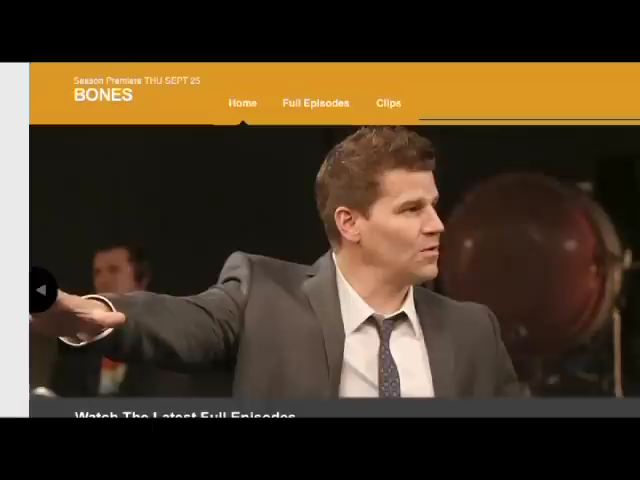 Season Premiere THU SEPT 25
BONES
Home Full Episodes Clips
Watch The Latest Full Episodes